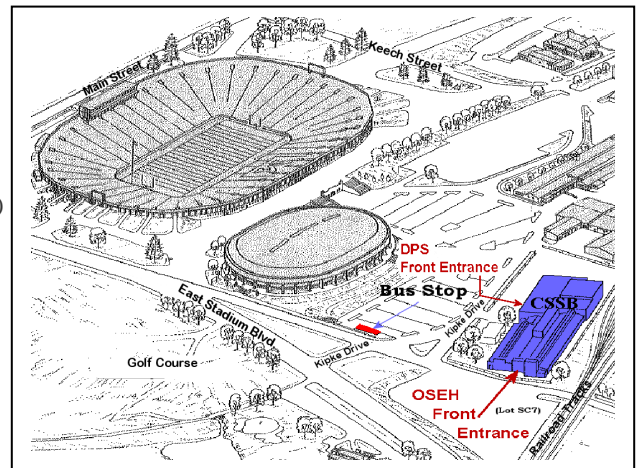 Keech Street
Main Street
)
DPS
Front Entrance
Bus Stop
CSSB
Kipke Drive
East Stadium Blvd
Kipke Drive
Golf Course
OSEH
Front
Entrance
(Lot SC7)
Railroad Tracks